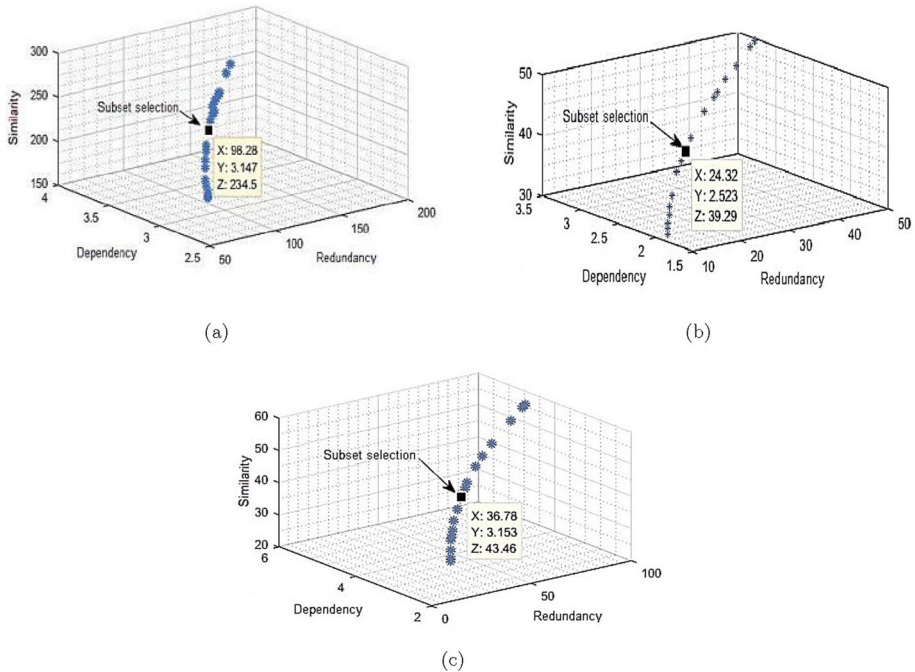 300
250
200
150
Similarity
Subset selection
X: 98.28
Y: 3.147
Z: 234.5
4
3.5
3
2.5
Dependency
50
100
150
200
Redundancy
(a)
50
40
30
Similarity
Subset selection
X: 24.32
Y: 2.523
Z: 39.29
3.5
3
2.5
2
1.5
Dependency
10
20
30
40
50
Redundancy
(b)
60
50
40
30
20
Similarity
Subset selection
X: 36.78
Y: 3.153
Z: 43.46
6
4
2
Dependency
0
50
100
Redundancy
(c)